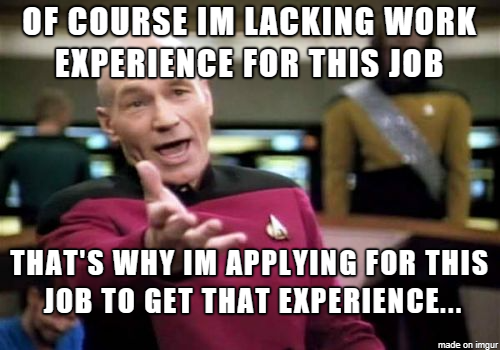 OF COURSE IM LACKING WORK
EXPERIENCE FOR THIS JOB
THAT'S WHY IM APPLYING FOR THIS
JOB TO GET THAT EXPERIENCE...
made on imgur